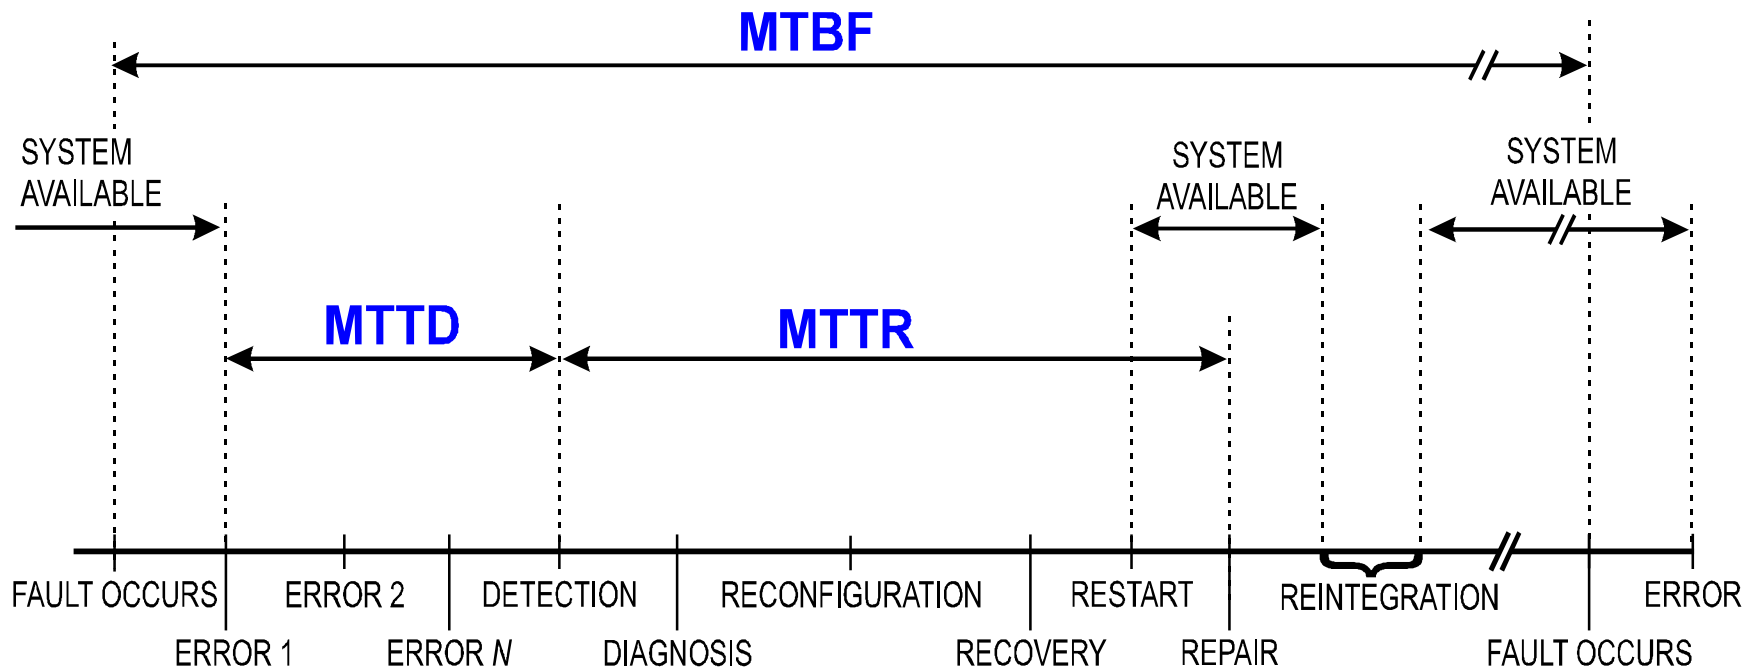 MTBF
SYSTEM
AVAILABLE
SYSTEM
AVAILABLE
SYSTEM
AVAILABLE
MTTD
MTTR
FAULT OCCURS
ERROR 1
ERROR 2
ERROR N
DETECTION
DIAGNOSIS
RECONFIGURATION
RECOVERY
RESTART
REPAIR
REINTEGRATION
FAULT OCCURS
ERROR